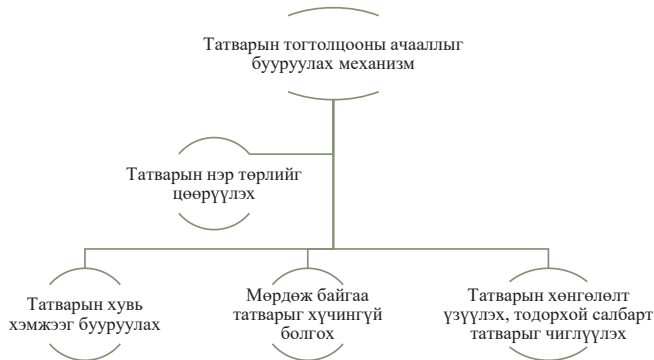 Татварын тогтолцооны ачааллыг
бууруулах механизм
Татварын нэр төрлийг
цөөрүүлэх
Татварын хувь
хэмжээг бууруулах
Мөрдөж байгаа
татварыг хүчингүй
болгох
Татварын хөнгөлөлт
үзүүлэх, тодорхой салбарт
татварыг чиглүүлэх